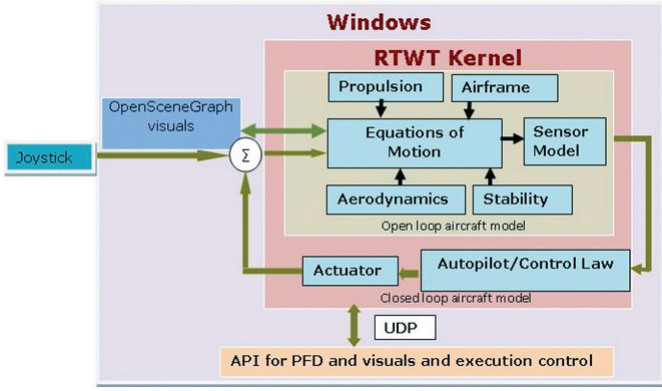 Windows
RTWT Kernel
Propulsion
Airframe
OpenSceneGraph
visuals
Equations of
Motion
Sensor
Model
Joystick
Σ
Aerodynamics
Stability
Open loop aircraft model
Actuator
Autopilot/Control Law
Closed loop aircraft model
UDP
API for PFD and visuals and execution control